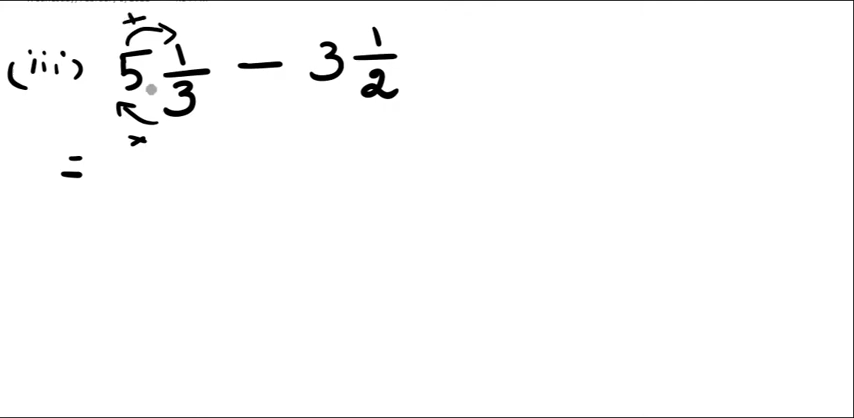 +
(iii) 5 1/3 − 3 1/2
×
=